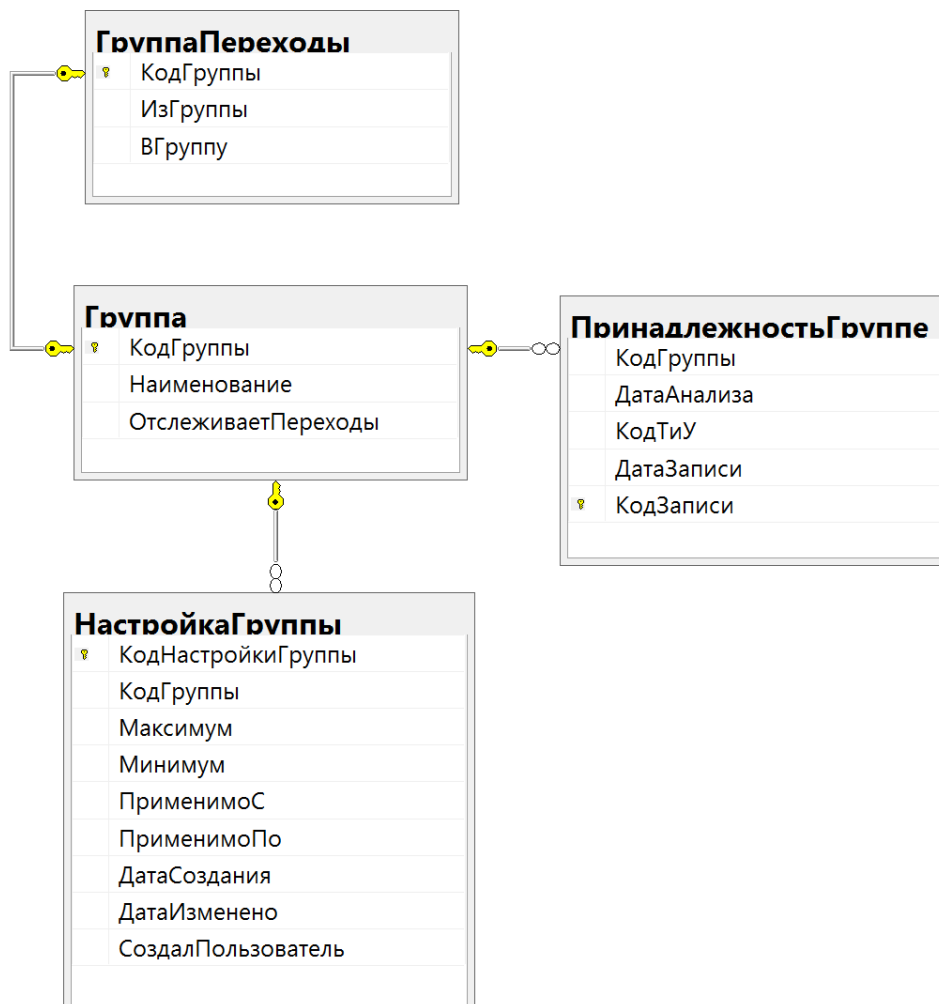 ГруппаПереходы
КодГруппы
ИзГруппы
ВГруппу
Группа
КодГруппы
Наименование
ОтслеживаетПереходы
ПринадлежностьГруппе
КодГруппы
ДатаАнализа
КодТиУ
ДатаЗаписи
КодЗаписи
НастройкаГруппы
КодНастройкиГруппы
КодГруппы
Максимум
Минимум
ПрименимоС
ПрименимоПо
ДатаСоздания
ДатаИзменено
СоздалПользователь